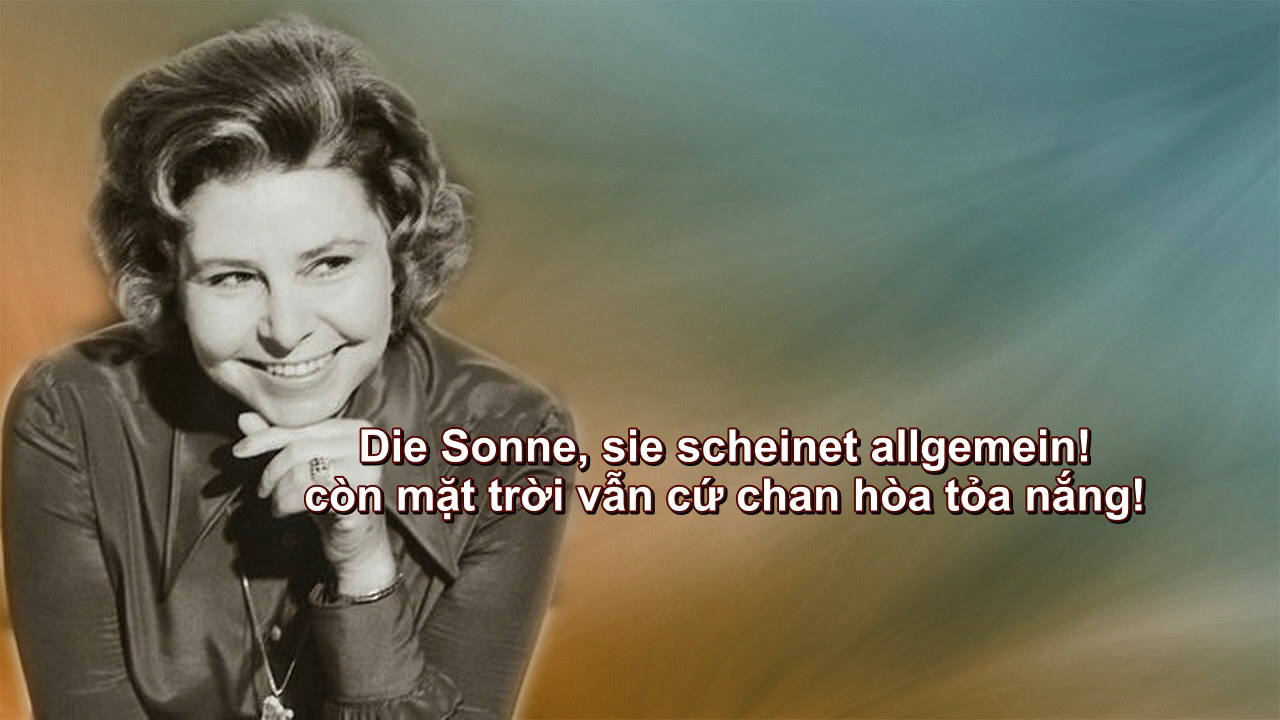 Die Sonne, sie scheinet allgemein!
còn mặt trời vẫn cứ chan hòa tỏa nắng!